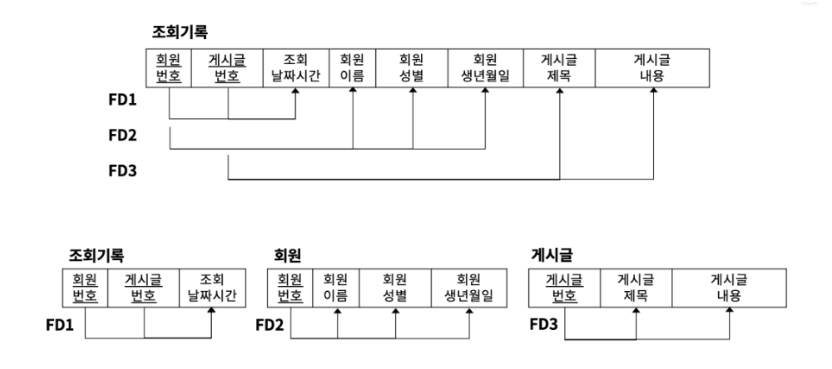 조회기록
회원 게시글 조회 회원 회원 회원 게시글 게시글
번호 번호 날짜시간 이름 성별 생년월일 제목 내용
FD1
FD2
FD3
조회기록 회원 게시글
회원 게시글 조회 회원 회원 회원 회원 게시글 게시글 게시글
번호 번호 날짜시간 번호 이름 성별 생년월일 번호 제목 내용
FD1 FD2 FD3